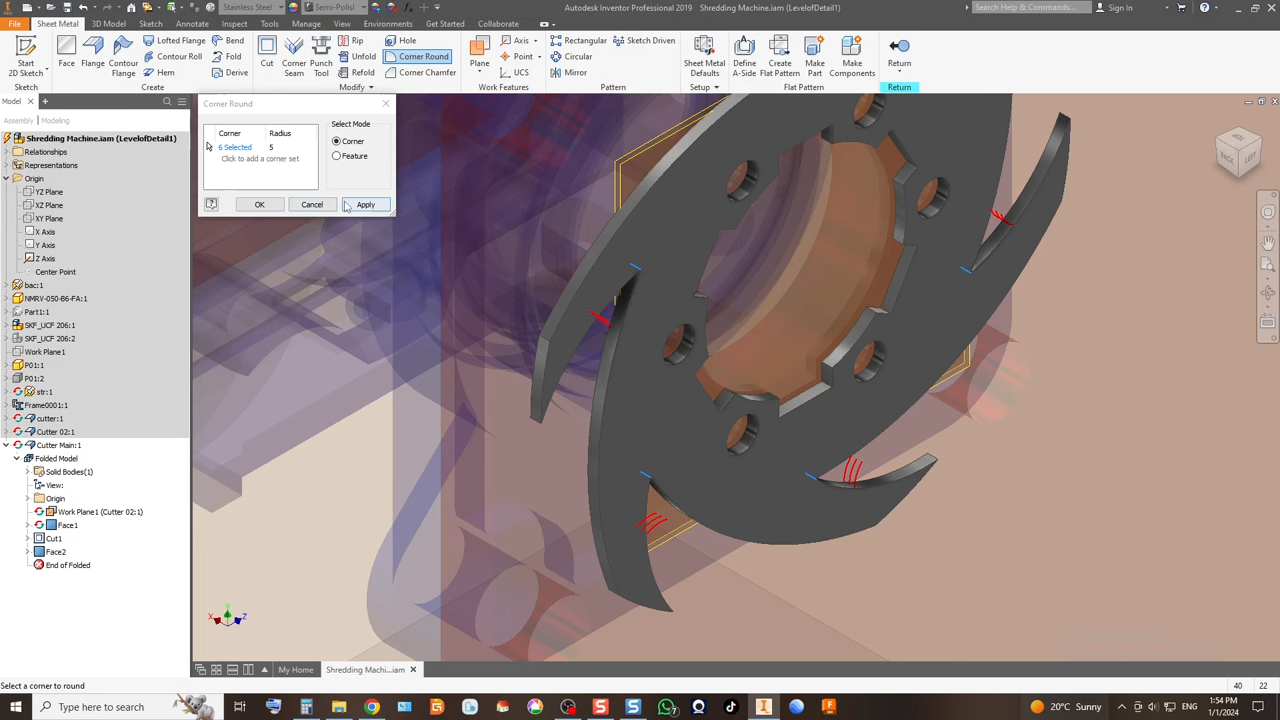 Stainless Steel
Semi-Polisl
Autodesk Inventor Professional 2019 Shredding Machine.iam (LevelofDetail1)
Search Help & Commands...
Sign In
File
Sheet Metal
3D Model
Sketch
Annotate
Inspect
Tools
Manage
View
Environments
Get Started
Collaborate
Start
2D Sketch
Sketch
Face
Flange
Contour
Flange
Lofted Flange
Contour Roll
Hem
Bend
Fold
Derive
Create
Cut
Corner
Seam
Punch
Tool
Rip
Unfold
Refold
Hole
Corner Round
Corner Chamfer
Modify
Plane
Axis
Point
UCS
Work Features
Rectangular
Circular
Mirror
Sketch Driven
Pattern
Sheet Metal
Defaults
Setup
Define
A-Side
Create
Flat Pattern
Make
Part
Make
Components
Flat Pattern
Return
Return
Model
Assembly
Modeling
Shredding Machine.iam (LevelofDetail1)
Relationships
Representations
Origin
YZ Plane
XZ Plane
XY Plane
X Axis
Y Axis
Z Axis
Center Point
bac:1
NMRV-050-B6-FA:1
Part1:1
SKF_UCF 206:1
SKF_UCF 206:2
Work Plane1
P01:1
P01:2
str:1
Frame0001:1
cutter:1
Cutter 02:1
Cutter Main:1
Folded Model
Solid Bodies(1)
View:
Origin
Work Plane1 (Cutter 02:1)
Face1
Cut1
Face2
End of Folded
Corner Round
Corner
Radius
6 Selected
5
Click to add a corner set
Select Mode
Corner
Feature
OK
Cancel
Apply
BACK
LEFT
My Home
Shredding Machi...iam
Select a corner to round
40
22
Type here to search
20°C Sunny
ENG
1:54 PM
1/1/2024